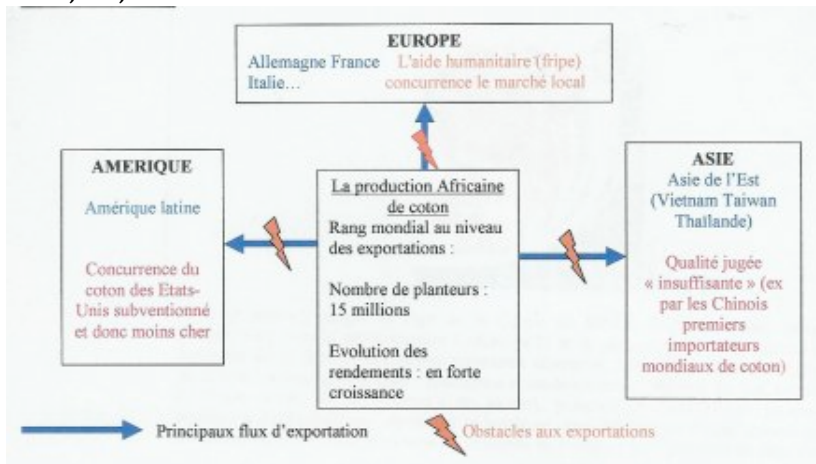 EUROPE
Allemagne France L'aide humanitaire (fripe)
Italie… concurrence le marché local
AMERIQUE
Amérique latine
Concurrence du
coton des Etats-
Unis subventionné
et donc moins cher
La production Africaine
de coton
Rang mondial au niveau
des exportations :
Nombre de planteurs :
15 millions
Evolution des
rendements : en forte
croissance
ASIE
Asie de l'Est
(Vietnam Taiwan
Thaïlande)
Qualité jugée
« insuffisante » (ex
par les Chinois
premiers
importateurs
mondiaux de coton)
Principaux flux d'exportation
Obstacles aux exportations